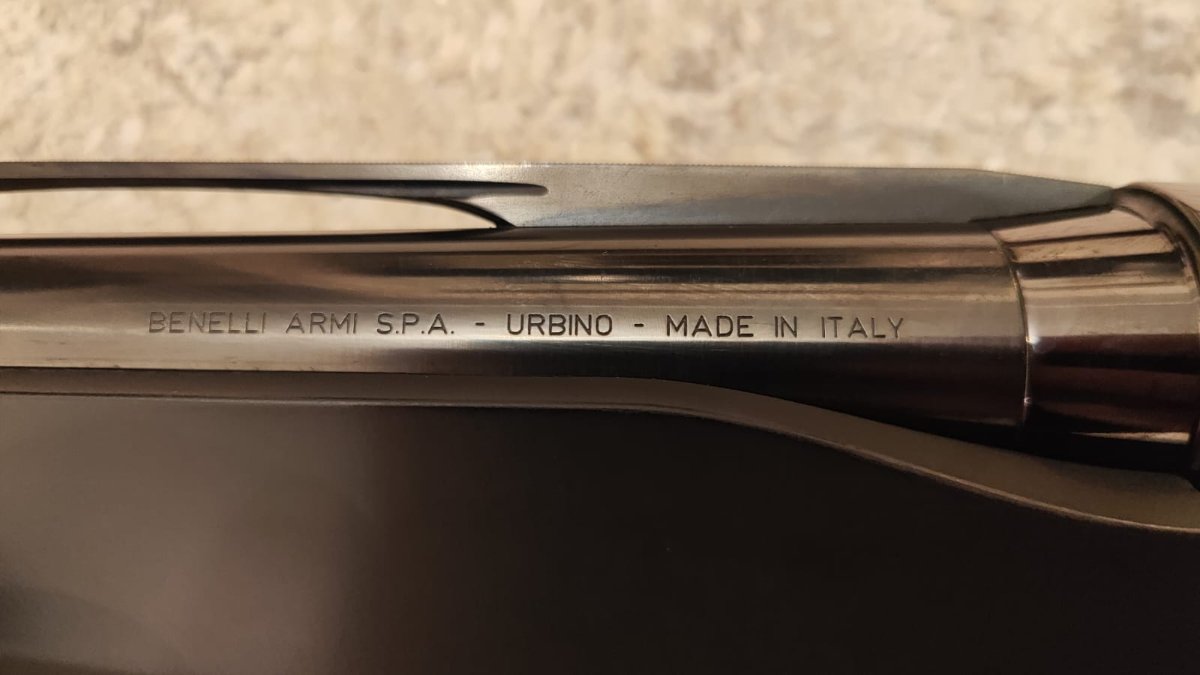 BENELLI ARMI S.P.A. - URBINO - MADE IN ITALY